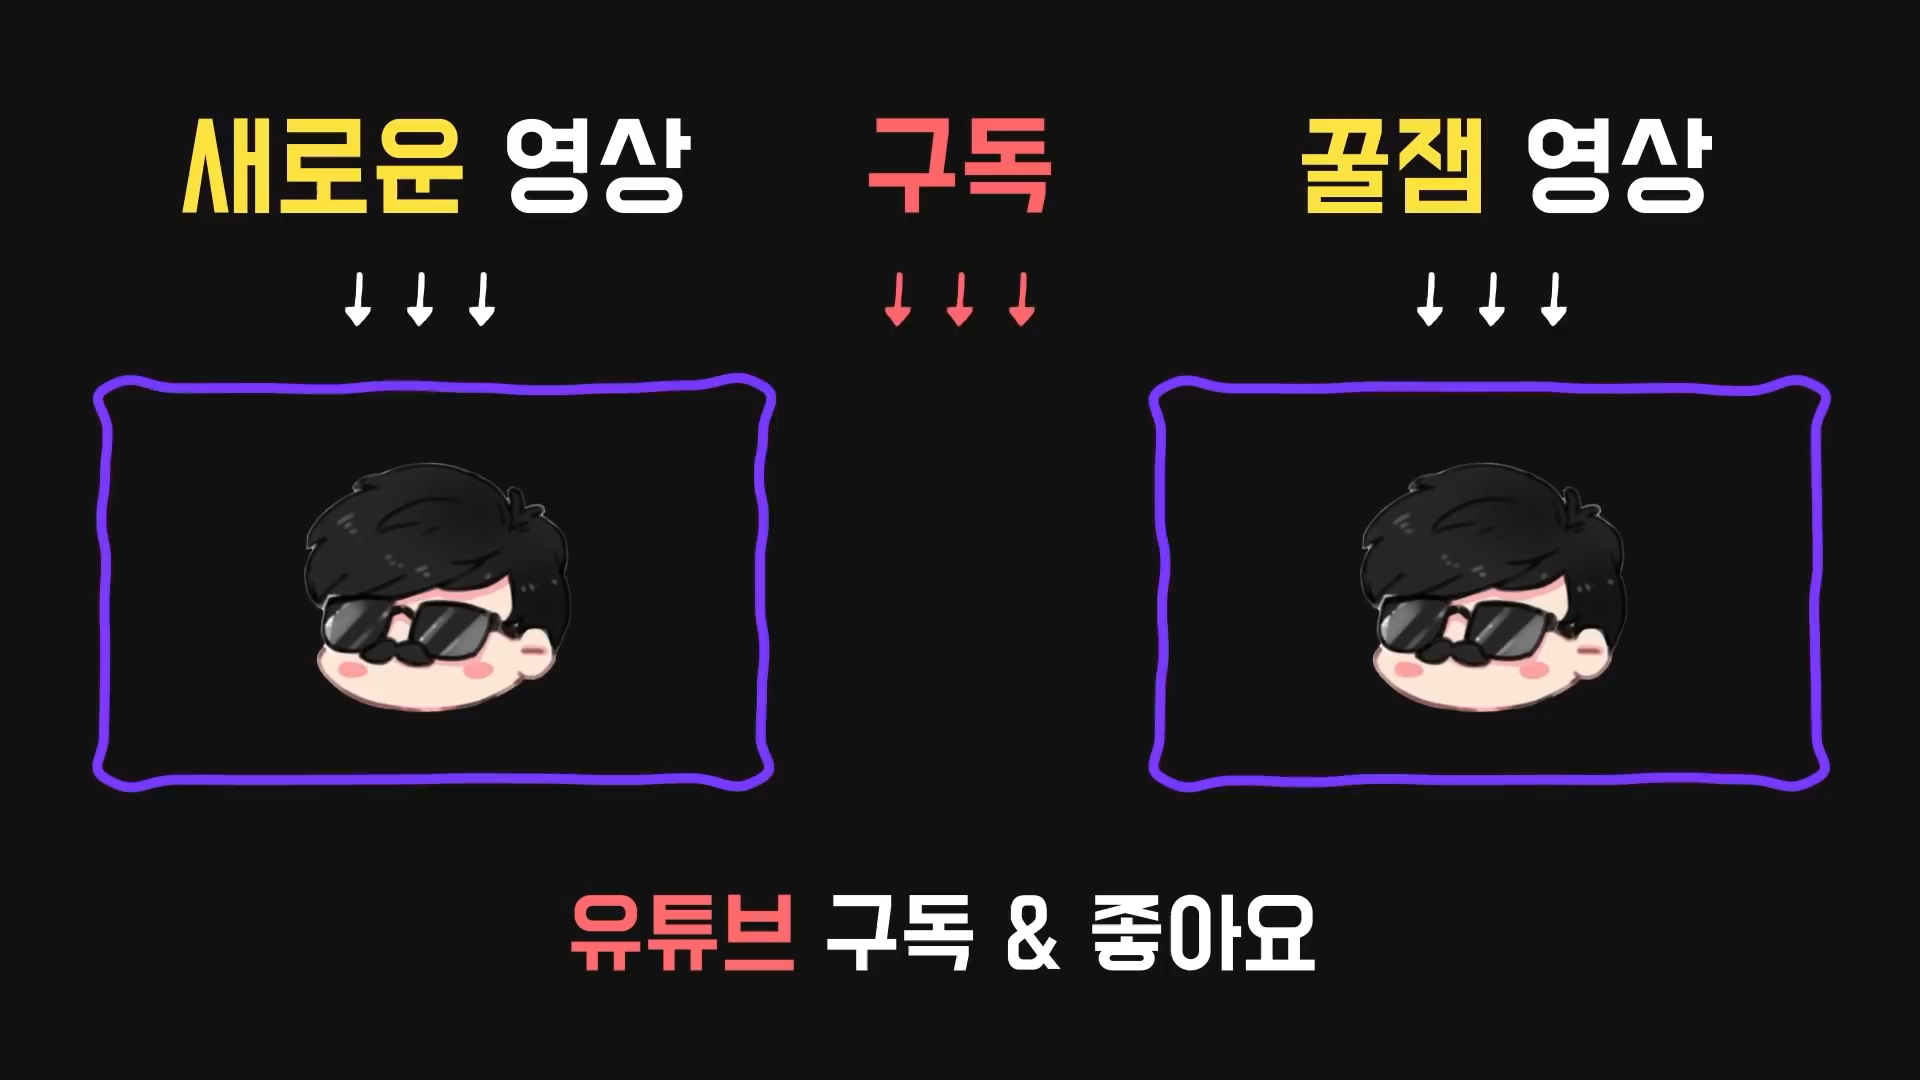 새로운 영상
구독
꿀잼 영상
유튜브 구독 & 좋아요